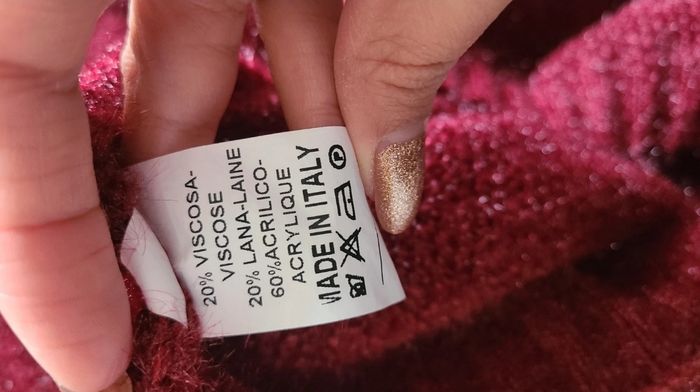 20% VISCOSA-
VISCOSE
20% LANA-LAINE
60%ACRILICO-
ACRYLIQUE
MADE IN ITALY
P